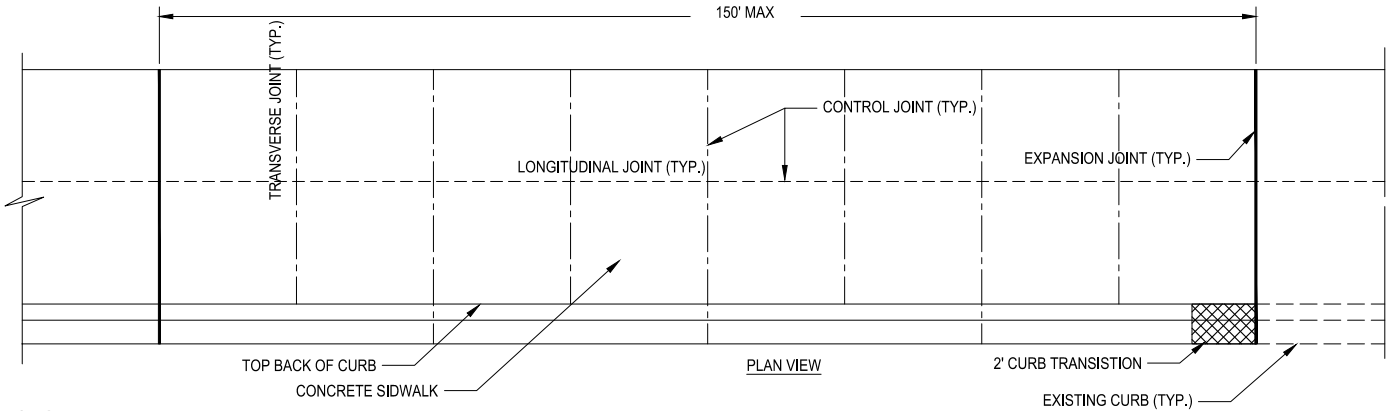 150' MAX
TRANSVERSE JOINT (TYP.)
CONTROL JOINT (TYP.)
LONGITUDINAL JOINT (TYP.)
EXPANSION JOINT (TYP.)
TOP BACK OF CURB
PLAN VIEW
2' CURB TRANSISTION
CONCRETE SIDWALK
EXISTING CURB (TYP.)